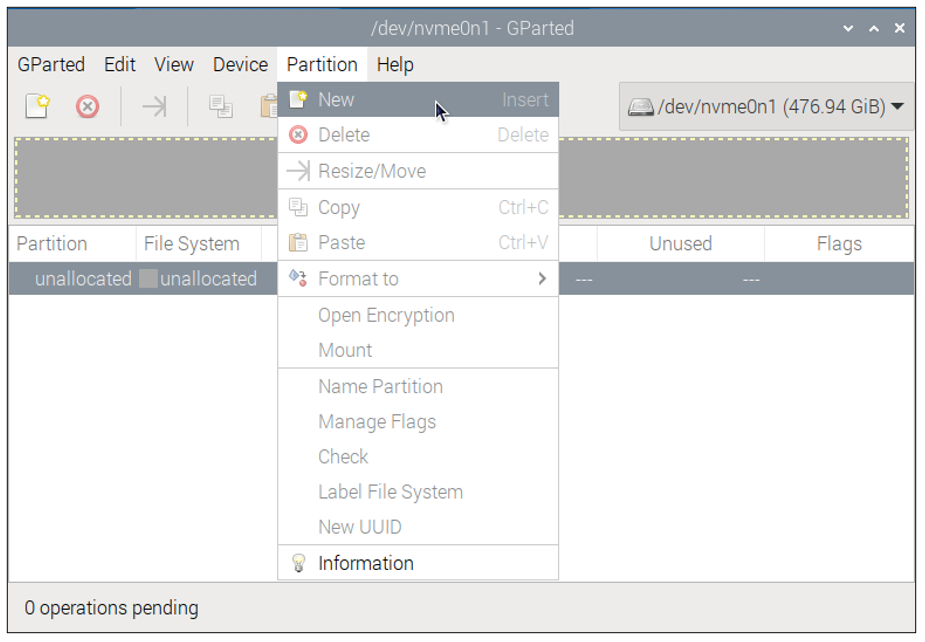 /dev/nvme0n1 - GParted
GParted Edit View Device Partition Help
New Insert
/dev/nvme0n1 (476.94 GiB)
Delete Delete
Resize/Move
Copy Ctrl+C
Paste Ctrl+V
Partition File System Unused Flags
unallocated unallocated --- ---
Format to
Open Encryption
Mount
Name Partition
Manage Flags
Check
Label File System
New UUID
Information
0 operations pending